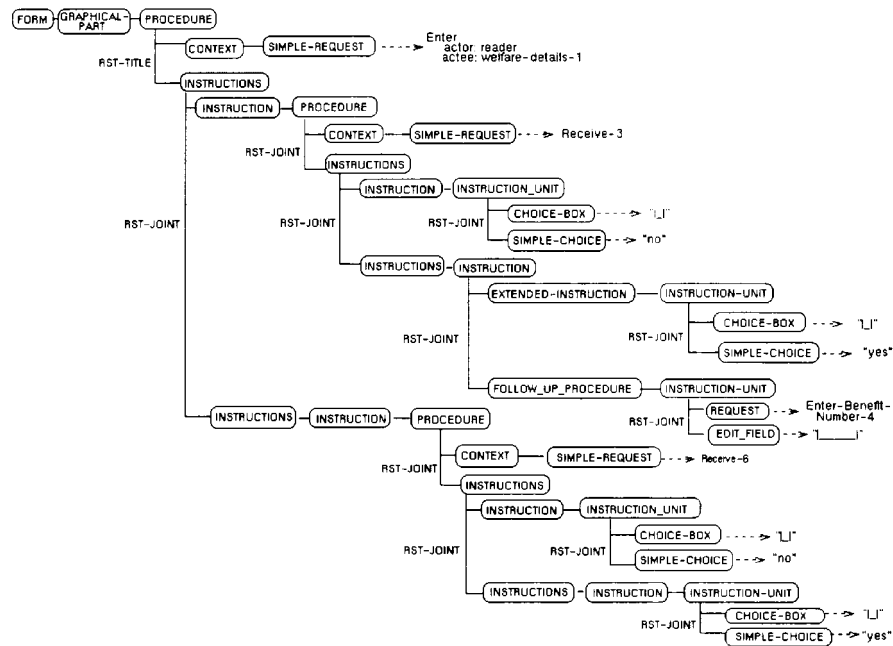 FORM GRAPHICAL-PART PROCEDURE
CONTEXT SIMPLE-REQUEST Enter
actor: reader
actee: welfare-details-1
RST-TITLE
INSTRUCTIONS
INSTRUCTION PROCEDURE
CONTEXT SIMPLE-REQUEST Receive-3
RST-JOINT
INSTRUCTIONS
INSTRUCTION INSTRUCTION_UNIT
CHOICE-BOX "|_|"
RST-JOINT RST-JOINT RST-JOINT
SIMPLE-CHOICE "no"
INSTRUCTIONS INSTRUCTION
EXTENDED-INSTRUCTION INSTRUCTION-UNIT
CHOICE-BOX "|_|"
RST-JOINT RST-JOINT
SIMPLE-CHOICE "yes"
FOLLOW_UP_PROCEDURE INSTRUCTION-UNIT
REQUEST Enter-Benefit-Number-4
INSTRUCTIONS INSTRUCTION PROCEDURE
RST-JOINT
EDIT_FIELD "|______|"
CONTEXT SIMPLE-REQUEST Receive-6
RST-JOINT
INSTRUCTIONS
INSTRUCTION INSTRUCTION_UNIT
CHOICE-BOX "|_|"
RST-JOINT RST-JOINT
SIMPLE-CHOICE "no"
INSTRUCTIONS INSTRUCTION INSTRUCTION-UNIT
CHOICE-BOX "|_|"
RST-JOINT
SIMPLE-CHOICE "yes"